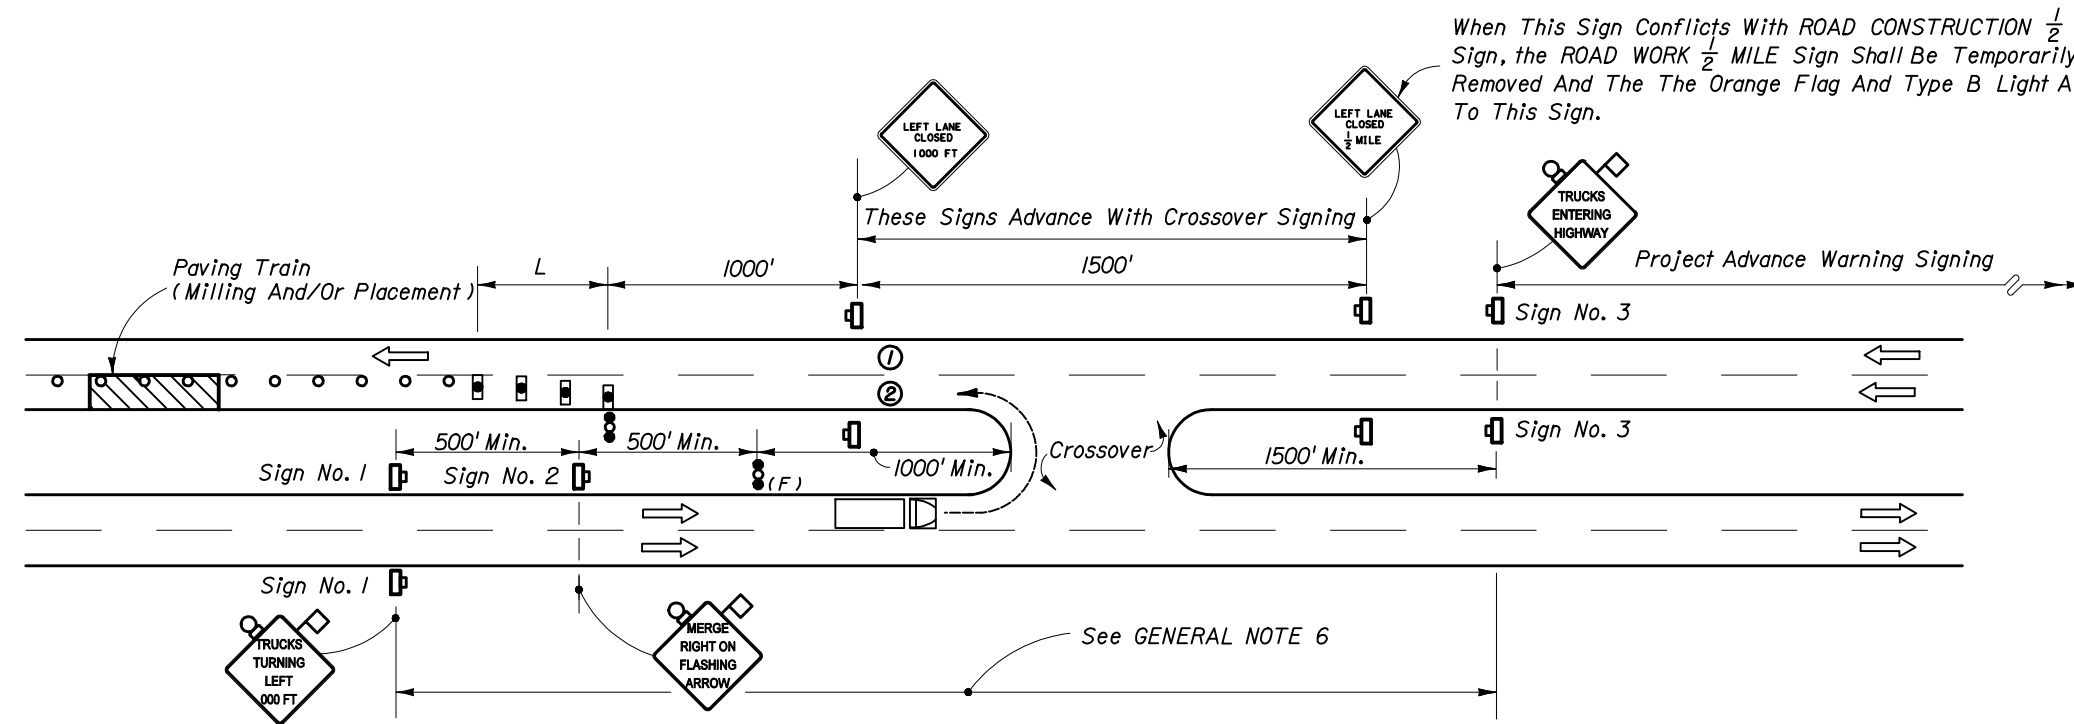 When This Sign Conflicts With ROAD CONSTRUCTION 1/2
Sign, the ROAD WORK 1/2 MILE Sign Shall Be Temporarily
Removed And The The Orange Flag And Type B Light A
To This Sign.
LEFT LANE
CLOSED
1000 FT
LEFT LANE
CLOSED
1/2 MILE
TRUCKS
ENTERING
HIGHWAY
These Signs Advance With Crossover Signing
Project Advance Warning Signing
Paving Train
(Milling And/Or Placement)
L
1000'
1500'
Sign No. 3
1
2
500' Min.
500' Min.
1000' Min.
Crossover
1500' Min.
Sign No. 3
Sign No. 1
Sign No. 2
(F)
Sign No. 1
TRUCKS
TURNING
LEFT
000 FT
MERGE
RIGHT ON
FLASHING
ARROW
See GENERAL NOTE 6